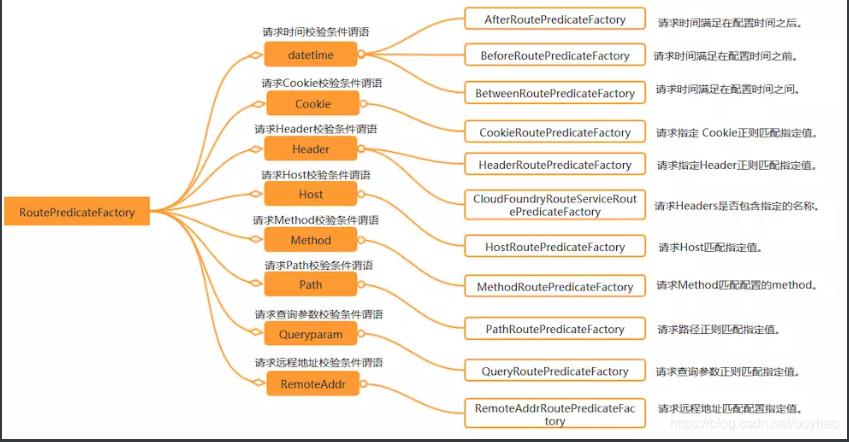 RoutePredicateFactory
请求时间校验条件谓语
datetime
请求Cookie校验条件谓语
Cookie
请求Header校验条件谓语
Header
请求Host校验条件谓语
Host
请求Method校验条件谓语
Method
请求Path校验条件谓语
Path
请求查询参数校验条件谓语
Queryparam
请求远程地址校验条件谓语
RemoteAddr
AfterRoutePredicateFactory
请求时间满足在配置时间之后。
BeforeRoutePredicateFactory
请求时间满足在配置时间之前。
BetweenRoutePredicateFactory
请求时间满足在配置时间之间。
CookieRoutePredicateFactory
请求指定 Cookie正则匹配指定值。
HeaderRoutePredicateFactory
请求指定Header正则匹配指定值。
CloudFoundryRouteServiceRout
ePredicateFactory
请求Headers是否包含指定的名称。
HostRoutePredicateFactory
请求Host匹配指定值。
MethodRoutePredicateFactory
请求Method匹配配置的method。
PathRoutePredicateFactory
请求路径正则匹配指定值。
QueryRoutePredicateFactory
请求查询参数正则匹配指定值。
RemoteAddrRoutePredicateFac
tory
请求远程地址匹配配置指定值。
https://blog.csdn.net/ooyhao